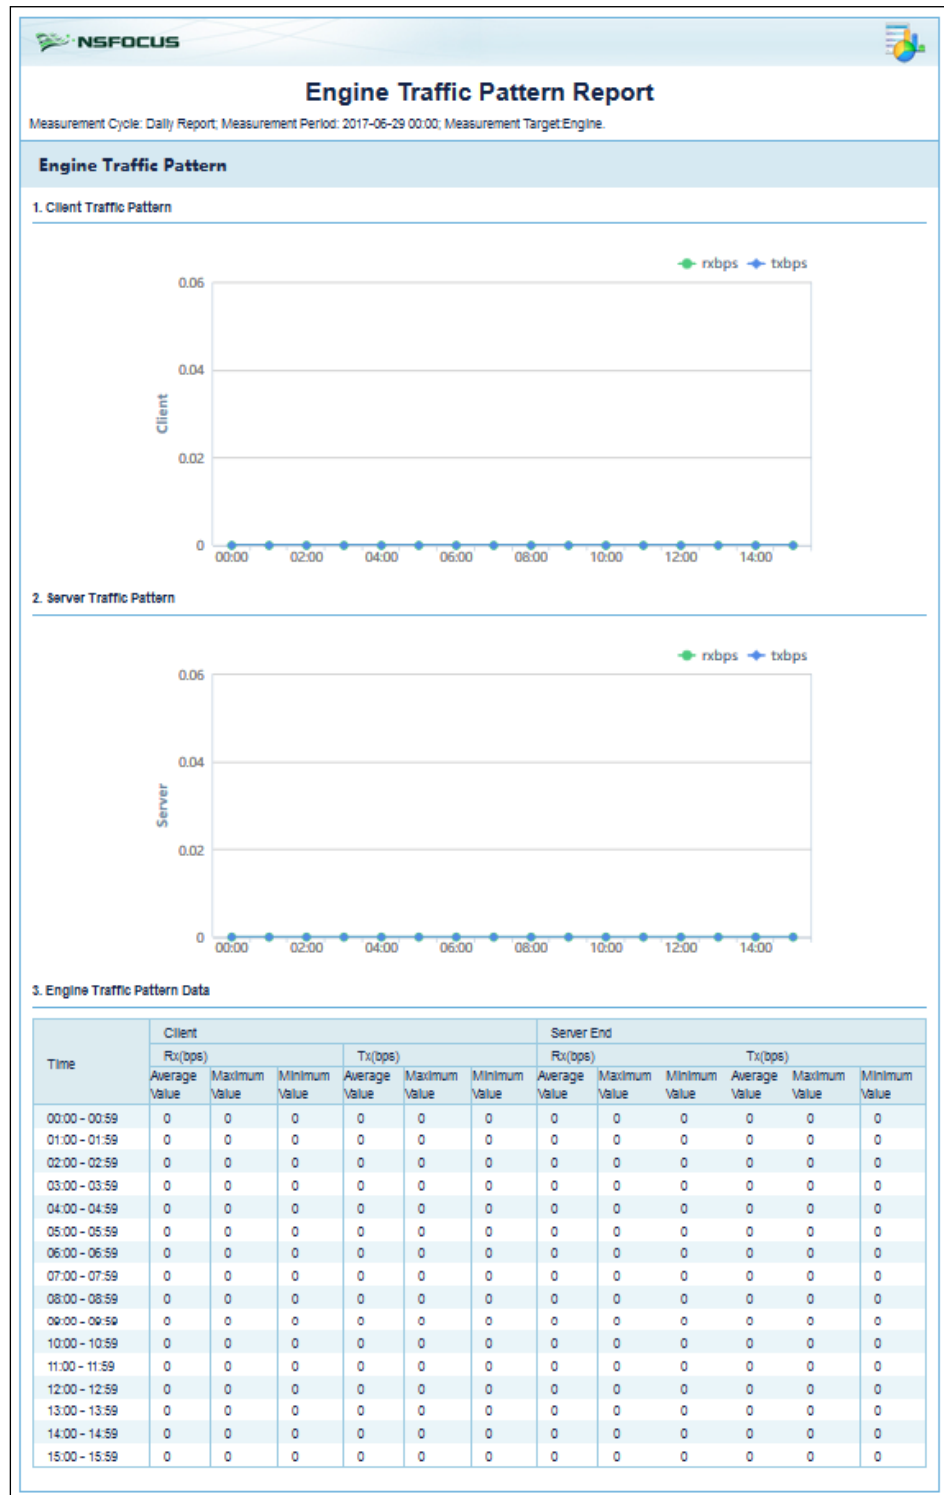 NSFOCUS
Engine Traffic Pattern Report
Measurement Cycle: Daily Report; Measurement Period: 2017-06-29 00:00; Measurement Target:Engine.
Engine Traffic Pattern
1. Client Traffic Pattern
rxbps txbps
0.06
0.04
Client
0.02
0
00:00 02:00 04:00 06:00 08:00 10:00 12:00 14:00
2. Server Traffic Pattern
rxbps txbps
0.06
0.04
Server
0.02
0
00:00 02:00 04:00 06:00 08:00 10:00 12:00 14:00
3. Engine Traffic Pattern Data
Time Client Server End
Rx(bps) Tx(bps) Rx(bps) Tx(bps)
Average Value Maximum Value Minimum Value Average Value Maximum Value Minimum Value Average Value Maximum Value Minimum Value Average Value Maximum Value Minimum Value
00:00 - 00:59 0 0 0 0 0 0 0 0 0 0 0 0
01:00 - 01:59 0 0 0 0 0 0 0 0 0 0 0 0
02:00 - 02:59 0 0 0 0 0 0 0 0 0 0 0 0
03:00 - 03:59 0 0 0 0 0 0 0 0 0 0 0 0
04:00 - 04:59 0 0 0 0 0 0 0 0 0 0 0 0
05:00 - 05:59 0 0 0 0 0 0 0 0 0 0 0 0
06:00 - 06:59 0 0 0 0 0 0 0 0 0 0 0 0
07:00 - 07:59 0 0 0 0 0 0 0 0 0 0 0 0
08:00 - 08:59 0 0 0 0 0 0 0 0 0 0 0 0
09:00 - 09:59 0 0 0 0 0 0 0 0 0 0 0 0
10:00 - 10:59 0 0 0 0 0 0 0 0 0 0 0 0
11:00 - 11:59 0 0 0 0 0 0 0 0 0 0 0 0
12:00 - 12:59 0 0 0 0 0 0 0 0 0 0 0 0
13:00 - 13:59 0 0 0 0 0 0 0 0 0 0 0 0
14:00 - 14:59 0 0 0 0 0 0 0 0 0 0 0 0
15:00 - 15:59 0 0 0 0 0 0 0 0 0 0 0 0